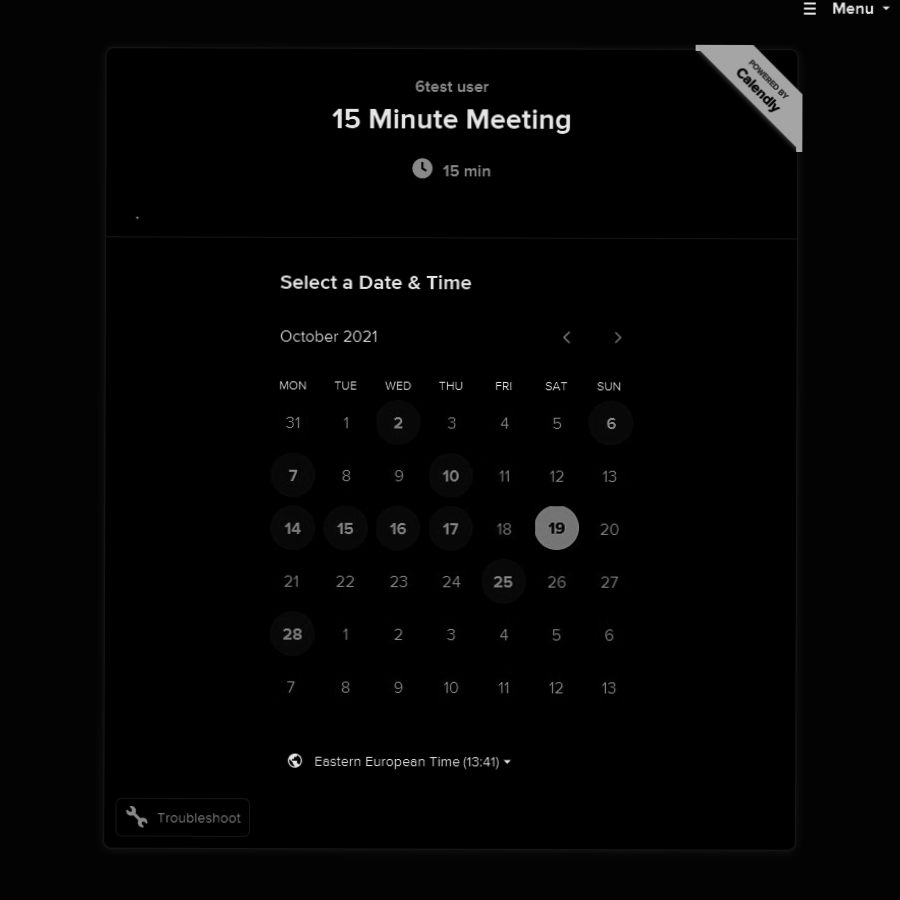 ☰ Menu
POWERED BY
Calendly
6test user
15 Minute Meeting
15 min
.
Select a Date & Time
October 2021
MON TUE WED THU FRI SAT SUN
31 1 2 3 4 5 6
7 8 9 10 11 12 13
14 15 16 17 18 19 20
21 22 23 24 25 26 27
28 1 2 3 4 5 6
7 8 9 10 11 12 13
Eastern European Time (13:41)
Troubleshoot